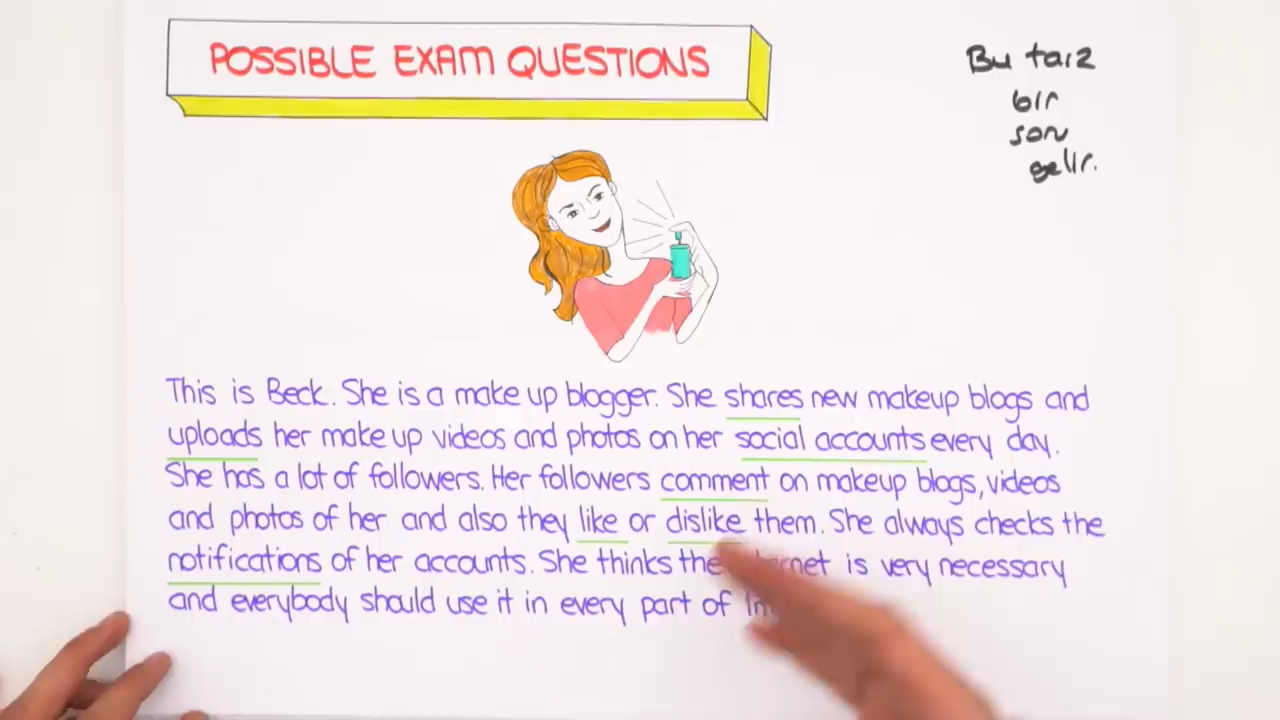 POSSIBLE EXAM QUESTIONS
Bu tarz
bir
soru
gelir.
This is Beck. She is a make up blogger. She shares new makeup blogs and
uploads her make up videos and photos on her social accounts every day.
She has a lot of followers. Her followers comment on makeup blogs, videos
and photos of her and also they like or dislike them. She always checks the
notifications of her accounts. She thinks the is very necessary
and everybody should use it in every part of